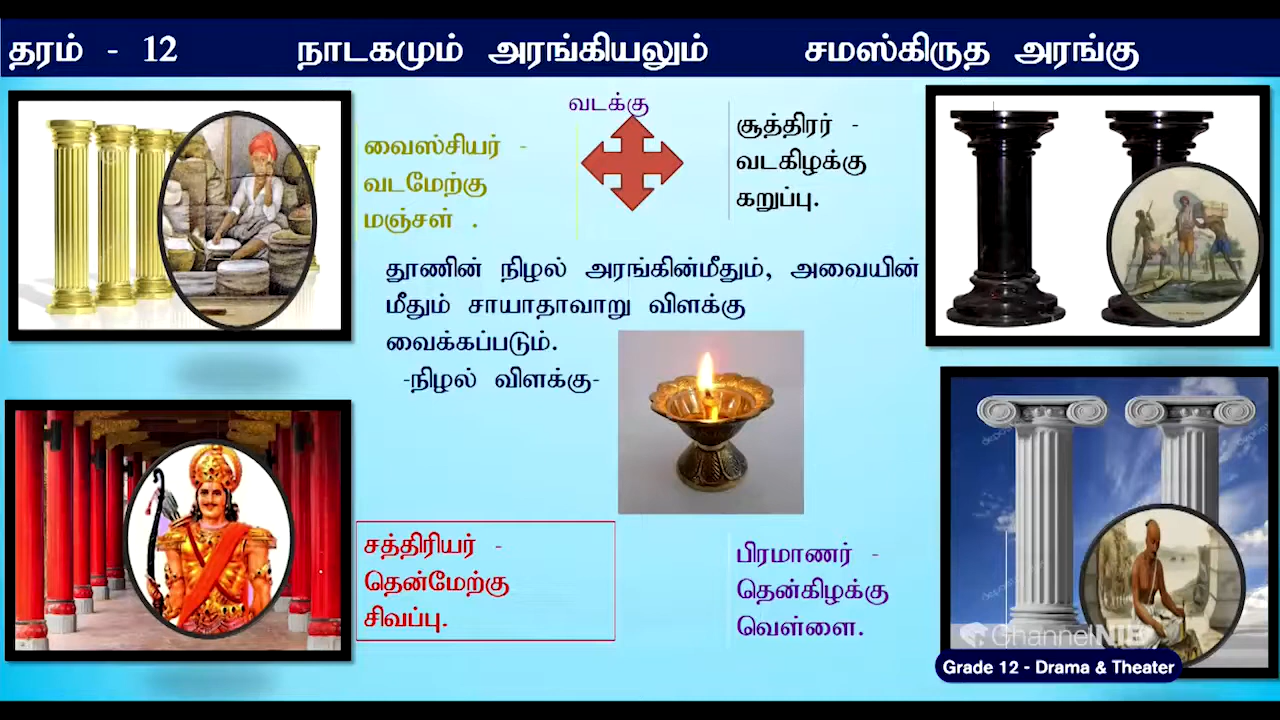 தரம் - 12 நாடகமும் அரங்கியலும் சமஸ்கிருத அரங்கு
வடக்கு
வைஸ்சியர் -
வடமேற்கு
மஞ்சள் .
சூத்திரர் -
வடகிழக்கு
கறுப்பு.
தூணின் நிழல் அரங்கின்மீதும், அவையின்
மீதும் சாயாதாவாறு விளக்கு
வைக்கப்படும்.
-நிழல் விளக்கு-
சத்திரியர் -
தென்மேற்கு
சிவப்பு.
பிரமாணர் -
தென்கிழக்கு
வெள்ளை.
ChannelNIE
Grade 12 - Drama & Theater